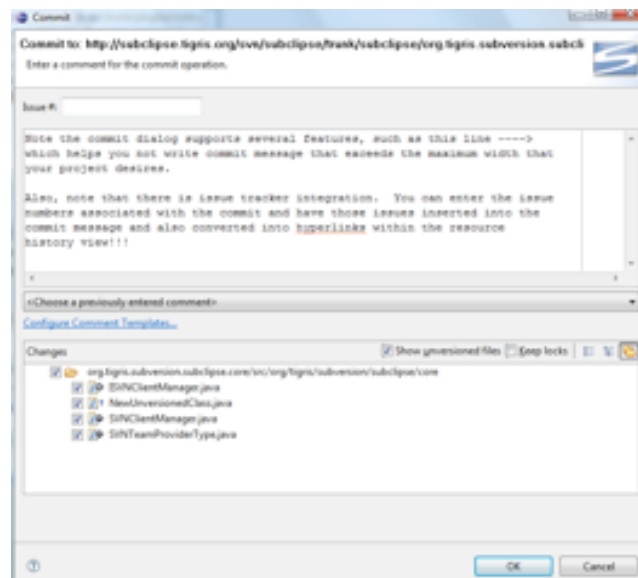 Commit
Commit to: http://subclipse.tigris.org/svn/subclipse/trunk/subclipse/org.tigris.subversion.subcli
Enter a comment for the commit operation.
Issue #:
Note the commit dialog supports several features, such as this line ---->
which helps you not write commit message that exceeds the maximum width that
your project desires.
Also, note that there is issue tracker integration. You can enter the issue
numbers associated with the commit and have those issues inserted into the
commit message and also converted into hyperlinks within the resource
history view!!!
<Choose a previously entered comment>
Configure Comment Templates...
Changes
Show unversioned files
Keep locks
org.tigris.subversion.subclipse.core/src/org/tigris/subversion/subclipse/core
ISVNClientManager.java
NewUnversionedClass.java
SVNClientManager.java
SVNTeamProviderType.java
OK
Cancel